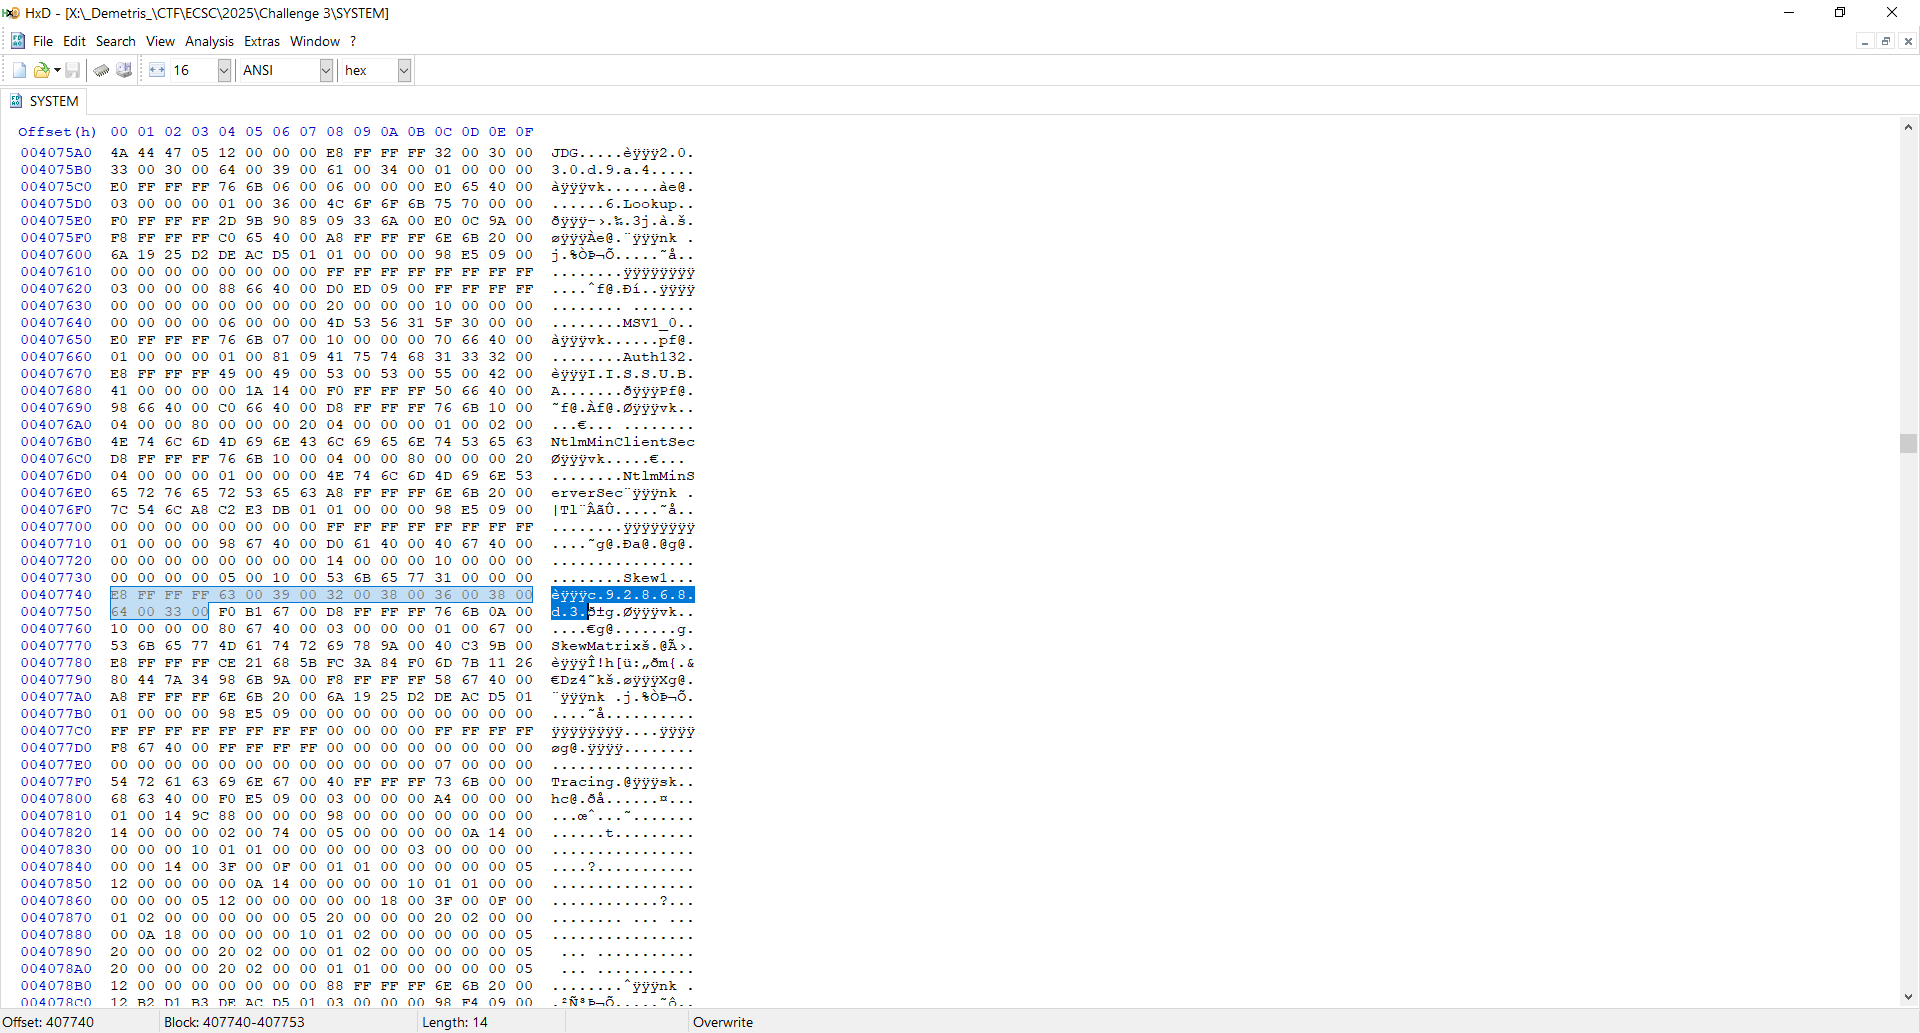 HxD - [X:\_Demetris_\CTF\ECSC\2025\Challenge 3\SYSTEM]
File Edit Search View Analysis Extras Window ?
16 ANSI hex
SYSTEM
Offset(h) 00 01 02 03 04 05 06 07 08 09 0A 0B 0C 0D 0E 0F
004075A0 4A 44 47 05 12 00 00 00 E8 FF FF FF 32 00 30 00 JDG.....èÿÿÿ2.0.
004075B0 33 00 30 00 64 00 39 00 61 00 34 00 01 00 00 00 3.0.d.9.a.4.....
004075C0 E0 FF FF FF 76 6B 06 00 06 00 00 00 E0 65 40 00 àÿÿÿvk......àe@.
004075D0 03 00 00 00 01 00 36 00 4C 6F 6F 6B 75 70 00 00 ......6.Lookup..
004075E0 F0 FF FF FF 2D 9B 90 89 09 33 6A 00 E0 0C 9A 00 ðÿÿÿ-›.‰.3j.à.š.
004075F0 F8 FF FF FF C0 65 40 00 A8 FF FF FF 6E 6B 20 00 øÿÿÿÀe@.¨ÿÿÿnk .
00407600 6A 19 25 D2 DE AC D5 01 01 00 00 00 98 E5 09 00 j.%ÒÞ¬Õ.....˜å..
00407610 00 00 00 00 00 00 00 00 FF FF FF FF FF FF FF FF ........ÿÿÿÿÿÿÿÿ
00407620 03 00 00 00 88 66 40 00 D0 ED 09 00 FF FF FF FF ....ˆf@.Ðí..ÿÿÿÿ
00407630 00 00 00 00 00 00 00 00 20 00 00 00 10 00 00 00 ........ .......
00407640 00 00 00 00 06 00 00 00 4D 53 56 31 5F 30 00 00 ........MSV1_0..
00407650 E0 FF FF FF 76 6B 07 00 10 00 00 00 70 66 40 00 àÿÿÿvk......pf@.
00407660 01 00 00 00 01 00 81 09 41 75 74 68 31 33 32 00 ........Auth132.
00407670 E8 FF FF FF 49 00 49 00 53 00 53 00 55 00 42 00 èÿÿÿI.I.S.S.U.B.
00407680 41 00 00 00 00 1A 14 00 F0 FF FF FF 50 66 40 00 A.......ðÿÿÿPf@.
00407690 98 66 40 00 C0 66 40 00 D8 FF FF FF 76 6B 10 00 ˜f@.Àf@.Øÿÿÿvk..
004076A0 04 00 00 80 00 00 00 20 04 00 00 00 01 00 02 00 ...€... ........
004076B0 4E 74 6C 6D 4D 69 6E 43 6C 69 65 6E 74 53 65 63 NtlmMinClientSec
004076C0 D8 FF FF FF 76 6B 10 00 04 00 00 80 00 00 00 20 Øÿÿÿvk.....€... 
004076D0 04 00 00 00 01 00 00 00 4E 74 6C 6D 4D 69 6E 53 ........NtlmMinS
004076E0 65 72 76 65 72 53 65 63 A8 FF FF FF 6E 6B 20 00 erverSec¨ÿÿÿnk .
004076F0 7C 54 6C A8 C2 E3 DB 01 01 00 00 00 98 E5 09 00 |Tl¨ÂãÛ.....˜å..
00407700 00 00 00 00 00 00 00 00 FF FF FF FF FF FF FF FF ........ÿÿÿÿÿÿÿÿ
00407710 01 00 00 00 98 67 40 00 D0 61 40 00 40 67 40 00 ....˜g@.Ða@.@g@.
00407720 00 00 00 00 00 00 00 00 14 00 00 00 10 00 00 00 ................
00407730 00 00 00 00 05 00 10 00 53 6B 65 77 31 00 00 00 ........Skew1...
00407740 E8 FF FF FF 63 00 39 00 32 00 38 00 36 00 38 00 èÿÿÿc.9.2.8.6.8.
00407750 64 00 33 00 F0 B1 67 00 D8 FF FF FF 76 6B 0A 00 d.3.ð±g.Øÿÿÿvk..
00407760 10 00 00 00 80 67 40 00 03 00 00 00 01 00 67 00 ....€g@.......g.
00407770 53 6B 65 77 4D 61 74 72 69 78 9A 00 40 C3 9B 00 SkewMatrixš.@Ã›.
00407780 E8 FF FF FF CE 21 68 5B FC 3A 84 F0 6D 7B 11 26 èÿÿÿÎ!h[ü:„ðm{.&
00407790 80 44 7A 34 98 6B 9A 00 F8 FF FF FF 58 67 40 00 €Dz4˜kš.øÿÿÿXg@.
004077A0 A8 FF FF FF 6E 6B 20 00 6A 19 25 D2 DE AC D5 01 ¨ÿÿÿnk .j.%ÒÞ¬Õ.
004077B0 01 00 00 00 98 E5 09 00 00 00 00 00 00 00 00 00 ....˜å..........
004077C0 FF FF FF FF FF FF FF FF 00 00 00 00 FF FF FF FF ÿÿÿÿÿÿÿÿ....ÿÿÿÿ
004077D0 F8 67 40 00 FF FF FF FF 00 00 00 00 00 00 00 00 øg@.ÿÿÿÿ........
004077E0 00 00 00 00 00 00 00 00 00 00 00 00 07 00 00 00 ................
004077F0 54 72 61 63 69 6E 67 00 40 FF FF FF 73 6B 00 00 Tracing.@ÿÿÿsk..
00407800 68 63 40 00 F0 E5 09 00 03 00 00 00 A4 00 00 00 hc@.ðå......¤...
00407810 01 00 14 9C 88 00 00 00 98 00 00 00 00 00 00 00 ...œˆ...˜.......
00407820 14 00 00 00 02 00 74 00 05 00 00 00 00 0A 14 00 ......t.........
00407830 00 00 00 10 01 01 00 00 00 00 00 03 00 00 00 00 ................
00407840 00 00 14 00 3F 00 0F 00 01 01 00 00 00 00 00 05 ....?...........
00407850 12 00 00 00 00 0A 14 00 00 00 00 10 01 01 00 00 ................
00407860 00 00 00 05 12 00 00 00 00 00 18 00 3F 00 0F 00 ............?...
00407870 01 02 00 00 00 00 00 05 20 00 00 00 20 02 00 00 ........ ... ...
00407880 00 0A 18 00 00 00 00 10 01 02 00 00 00 00 00 05 ................
00407890 20 00 00 00 20 02 00 00 01 02 00 00 00 00 00 05  ... ...........
004078A0 20 00 00 00 20 02 00 00 01 01 00 00 00 00 00 05  ... ...........
004078B0 12 00 00 00 00 00 00 00 88 FF FF FF 6E 6B 20 00 ........ˆÿÿÿnk .
004078C0 12 B2 D1 B3 DE AC D5 01 03 00 00 00 98 F4 09 00 .²Ñ³Þ¬Õ.....˜ô..
Offset: 407740 Block: 407740-407753 Length: 14 Overwrite